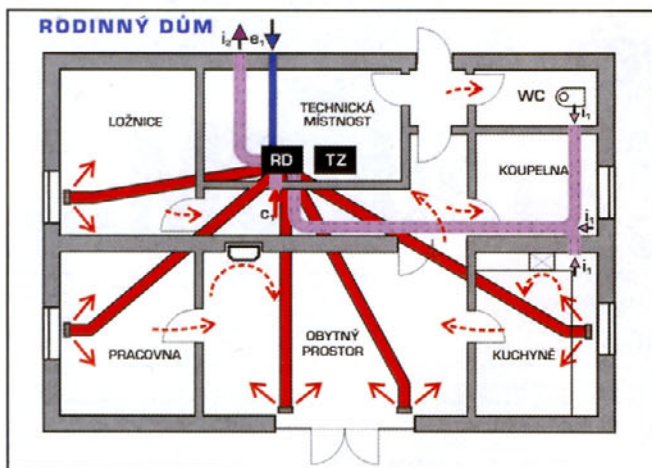 RODINNÝ DŮM
i₂ e₁
LOŽNICE
TECHNICKÁ
MÍSTNOST
WC
i₁
RD
TZ
KOUPELNA
c₁
i₁
i₁
PRACOVNA
OBYTNÝ
PROSTOR
KUCHYNĚ